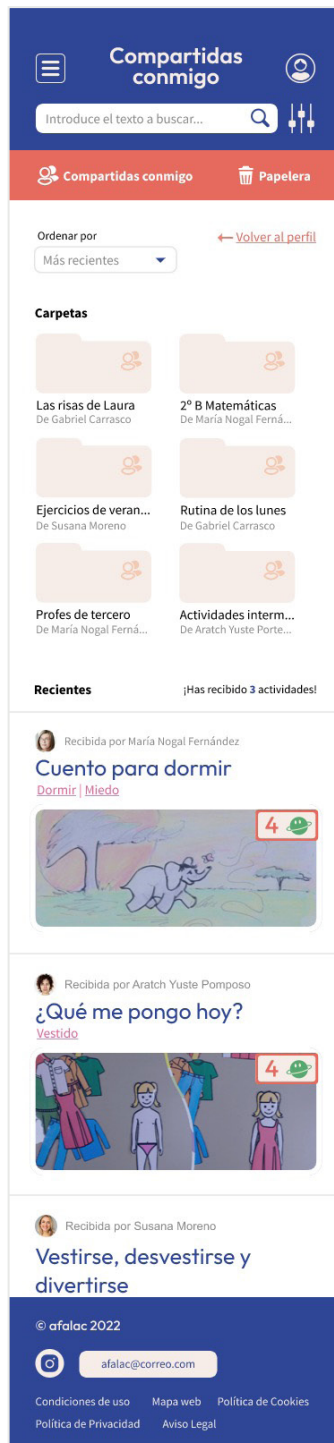 Compartidas
conmigo
Introduce el texto a buscar...
Compartidas conmigo
Papelera
Ordenar por
Volver al perfil
Más recientes
Carpetas
Las risas de Laura
De Gabriel Carrasco
2º B Matemáticas
De María Nogal Ferná...
Ejercicios de veran...
De Susana Moreno
Rutina de los lunes
De Gabriel Carrasco
Profes de tercero
De María Nogal Ferná...
Actividades interm...
De Aratch Yuste Porte...
Recientes
¡Has recibido 3 actividades!
Recibida por María Nogal Fernández
Cuento para dormir
Dormir | Miedo
4
Recibida por Aratch Yuste Pomposo
¿Qué me pongo hoy?
Vestido
4
Recibida por Susana Moreno
Vestirse, desvestirse y
divertirse
© afalac 2022
afalac@correo.com
Condiciones de uso Mapa web Política de Cookies
Política de Privacidad Aviso Legal